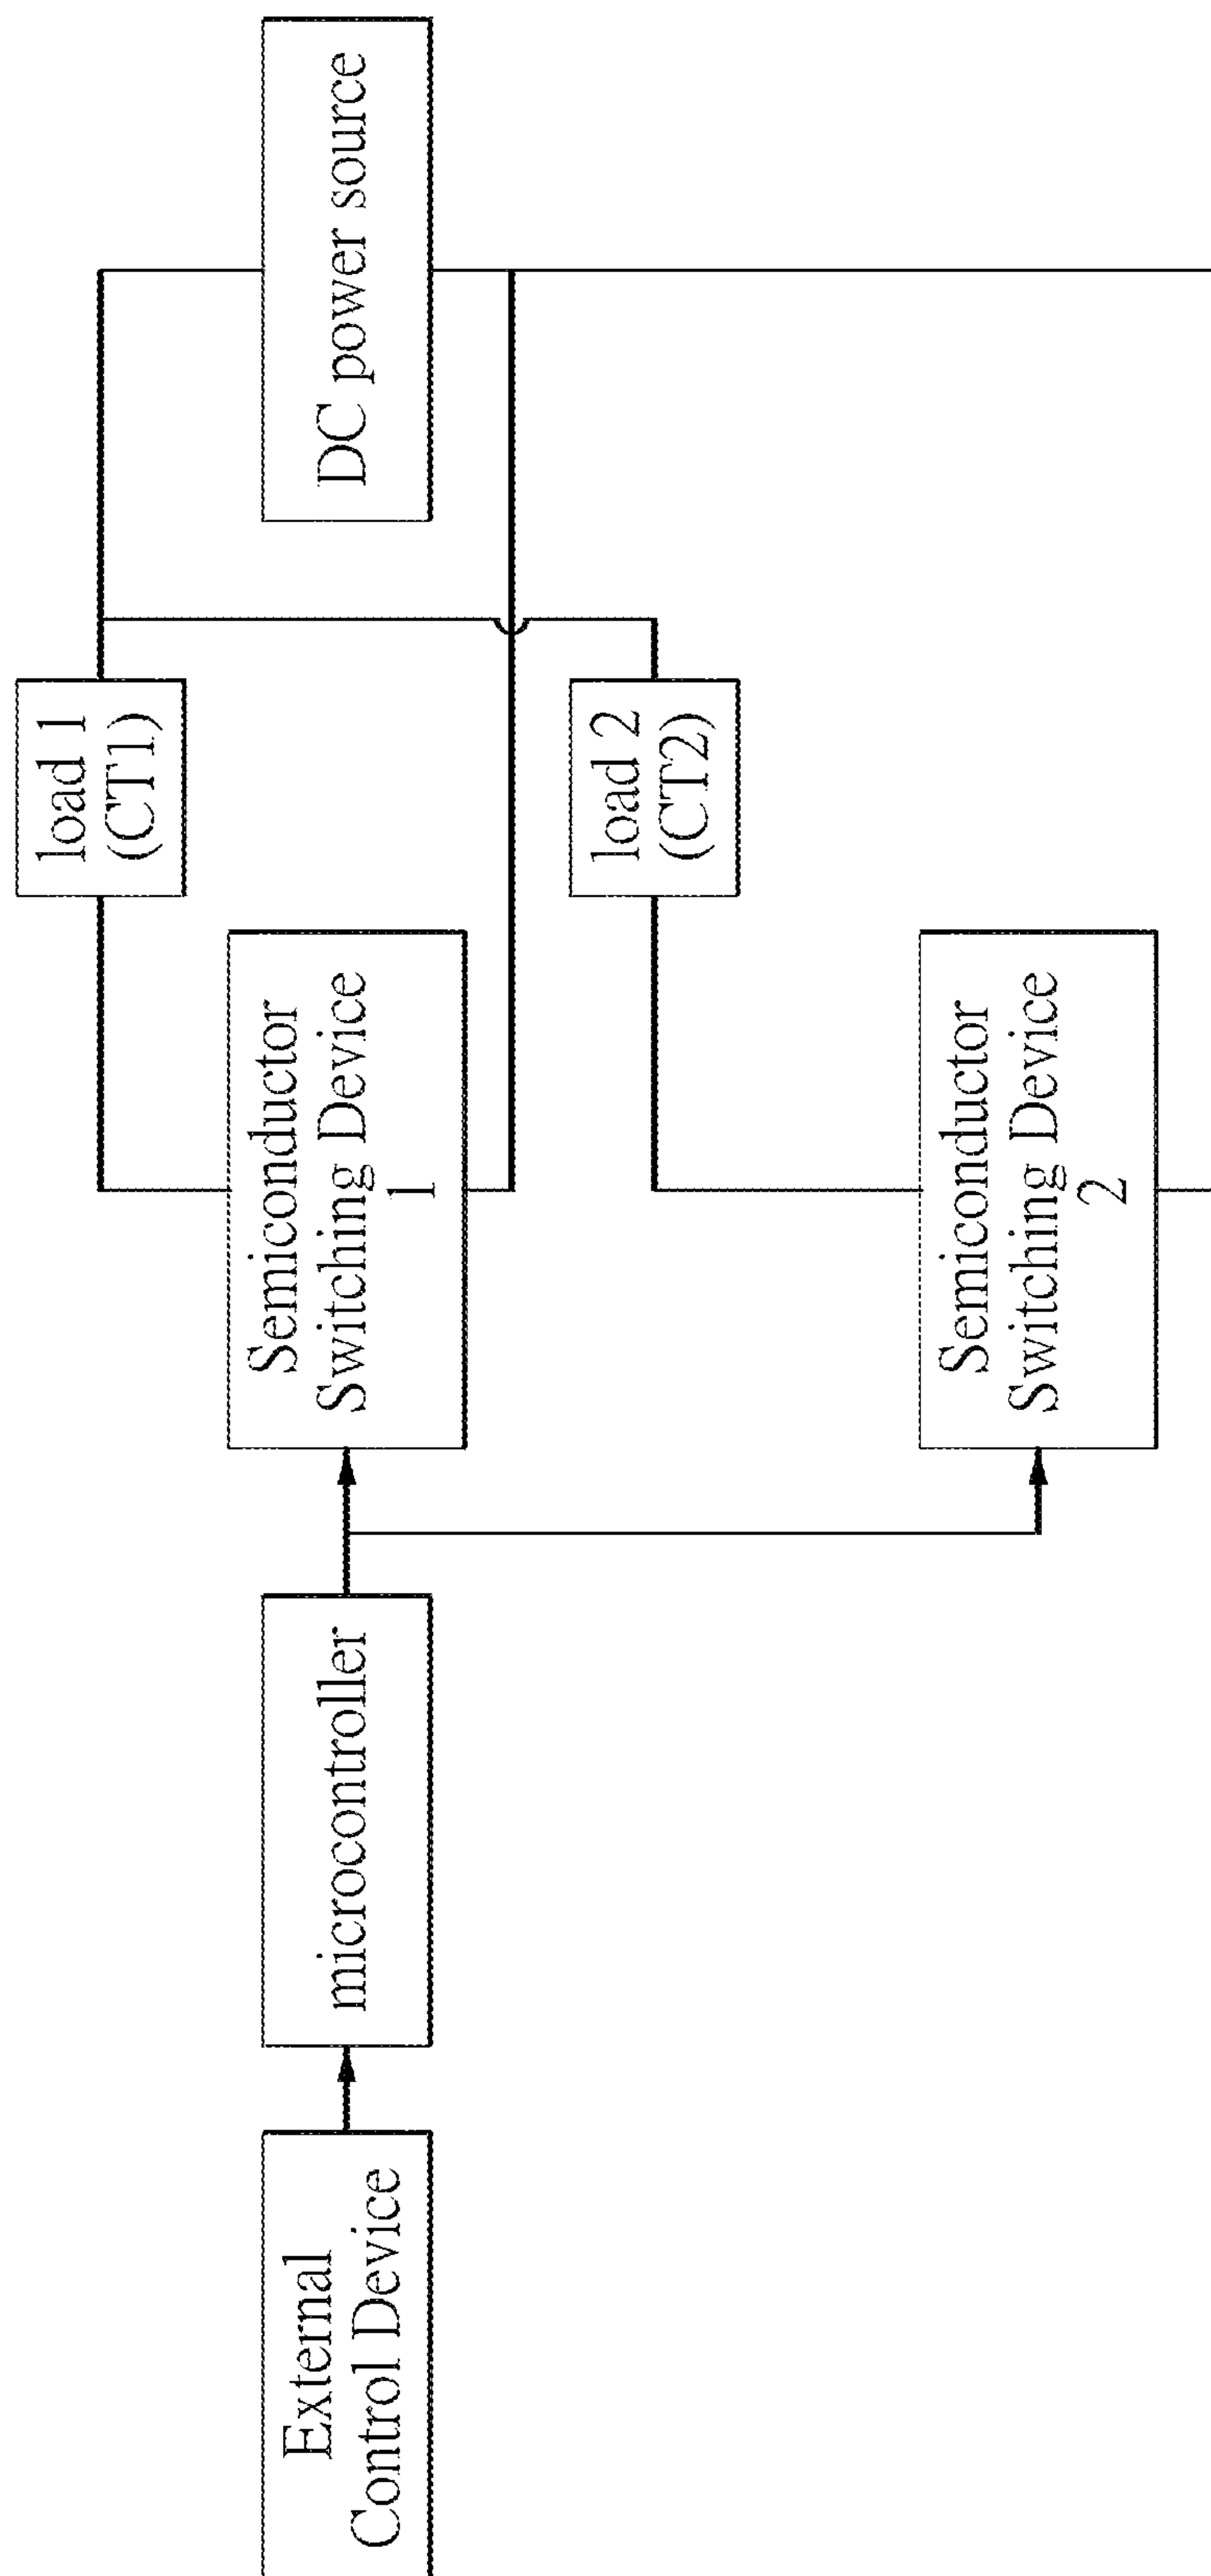 load 1
(CT1)
DC power source
External
Control Device
microcontroller
Semiconductor
Switching Device
1
load 2
(CT2)
Semiconductor
Switching Device
2